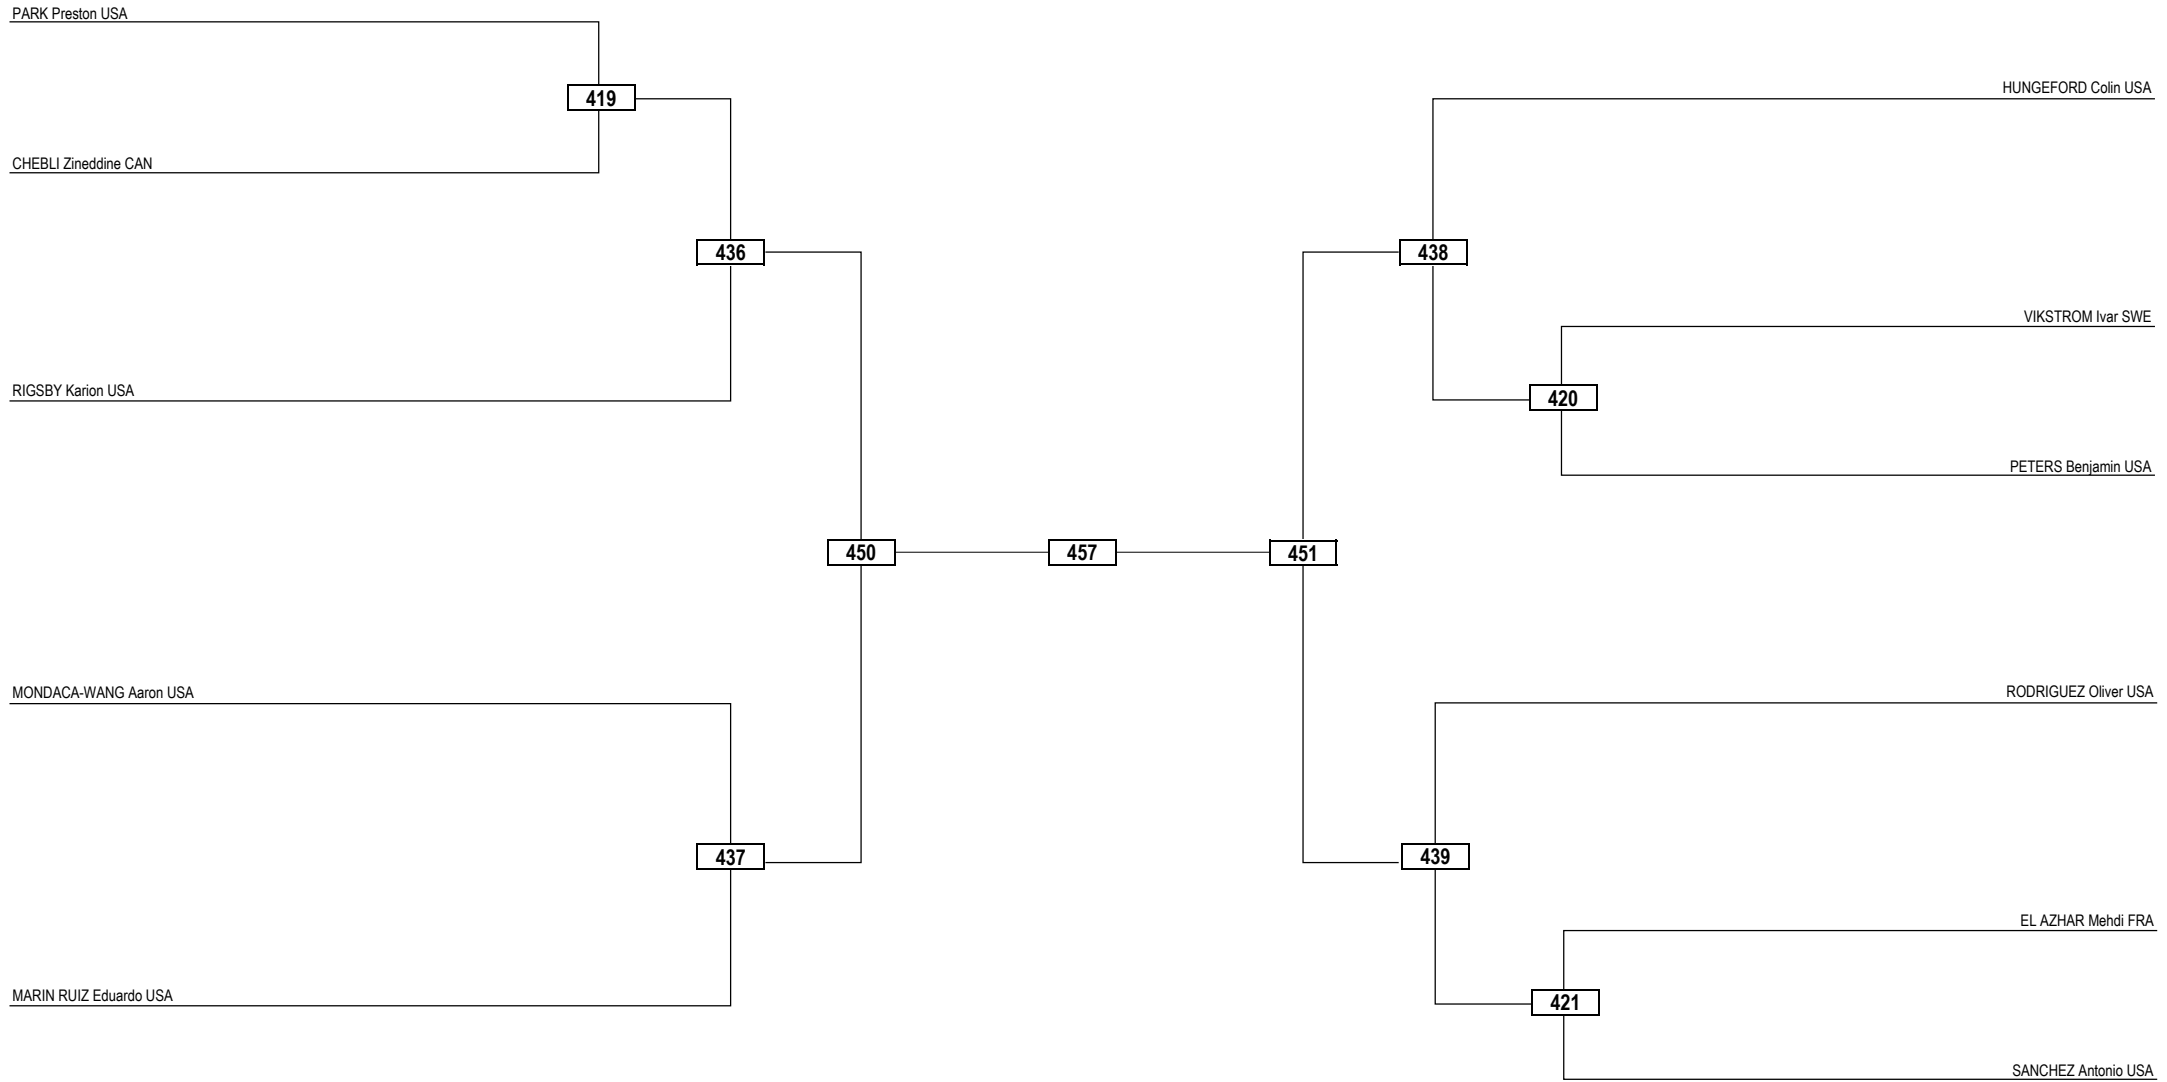 PARK Preston USA
419
HUNGEFORD Colin USA
CHEBLI Zineddine CAN
436
438
VIKSTROM Ivar SWE
RIGSBY Karion USA
420
PETERS Benjamin USA
450
457
451
MONDACA-WANG Aaron USA
RODRIGUEZ Oliver USA
437
439
EL AZHAR Mehdi FRA
MARIN RUIZ Eduardo USA
421
SANCHEZ Antonio USA